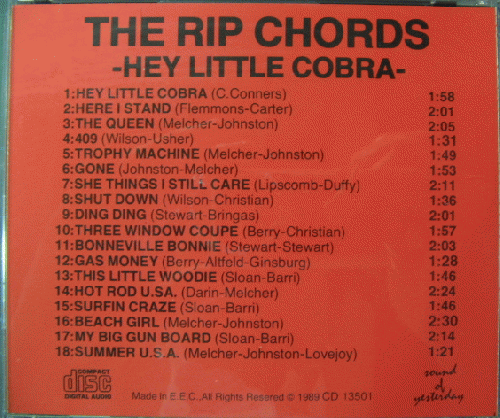 THE RIP CHORDS
-HEY LITTLE COBRA-
1:HEY LITTLE COBRA (C.Conners) 1:58
2:HERE I STAND (Flemmons-Carter) 2:01
3:THE QUEEN (Melcher-Johnston) 2:05
4:409 (Wilson-Usher) 1:31
5:TROPHY MACHINE (Melcher-Johnston) 1:49
6:GONE (Johnston-Melcher) 1:53
7:SHE THINGS I STILL CARE (Lipscomb-Duffy) 2:11
8:SHUT DOWN (Wilson-Christian) 1:36
9:DING DING (Stewart-Bringas) 2:01
10:THREE WINDOW COUPE (Berry-Christian) 1:57
11:BONNEVILLE BONNIE (Stewart-Stewart) 2:03
12:GAS MONEY (Berry-Altfeld-Ginsburg) 1:28
13:THIS LITTLE WOODIE (Sloan-Barri) 1:46
14:HOT ROD U.SA. (Darin-Melcher) 2:24
15:SURFIN CRAZE (Sloan-Barri) 1:46
16:BEACH GIRL (Melcher-Johnston) 2:30
17:MY BIG GUN BOARD (Sloan-Barri) 2:14
18:SUMMER U.S.A. (Melcher-Johnston-Lovejoy) 1:21
COMPACT
disc
DIGITAL AUDIO
Made in E.E.C.,All Rights Resered © 1989 CD 13501
sound of
yesterday